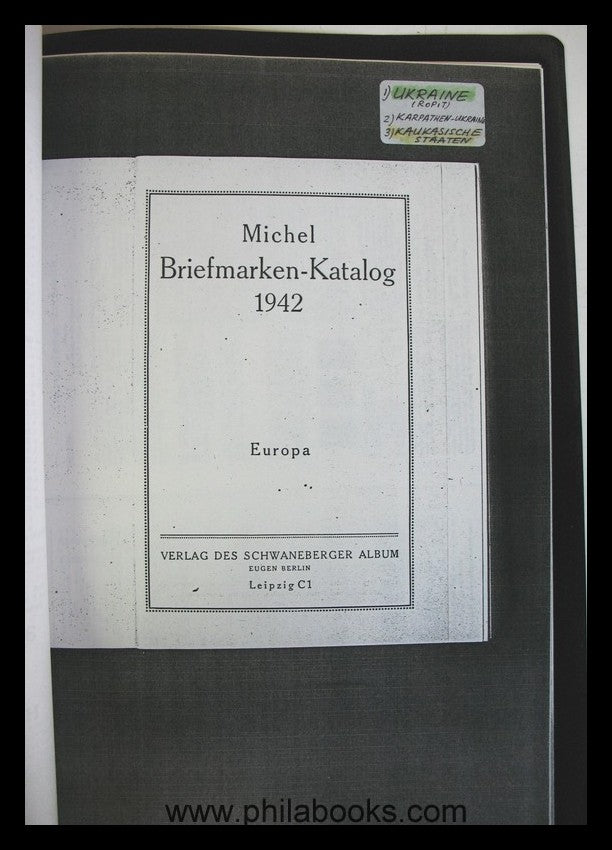 1) UKRAINE
(ROPIT)
2) KARPATHEN-UKRAINE
3) KAUKASISCHE
STAATEN
Michel
Briefmarken-Katalog
1942
Europa
VERLAG DES SCHWANEBERGER ALBUM
EUGEN BERLIN
Leipzig C1
www.philabooks.com